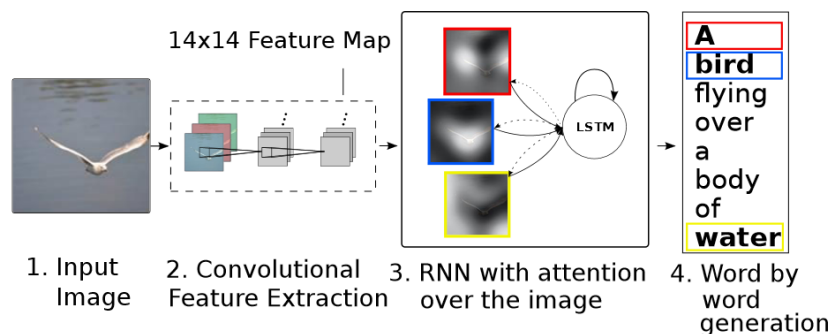 14x14 Feature Map
LSTM
A
bird
flying
over
a
body
of
water
1. Input
Image
2. Convolutional
Feature Extraction
3. RNN with attention
over the image
4. Word by
word
generation